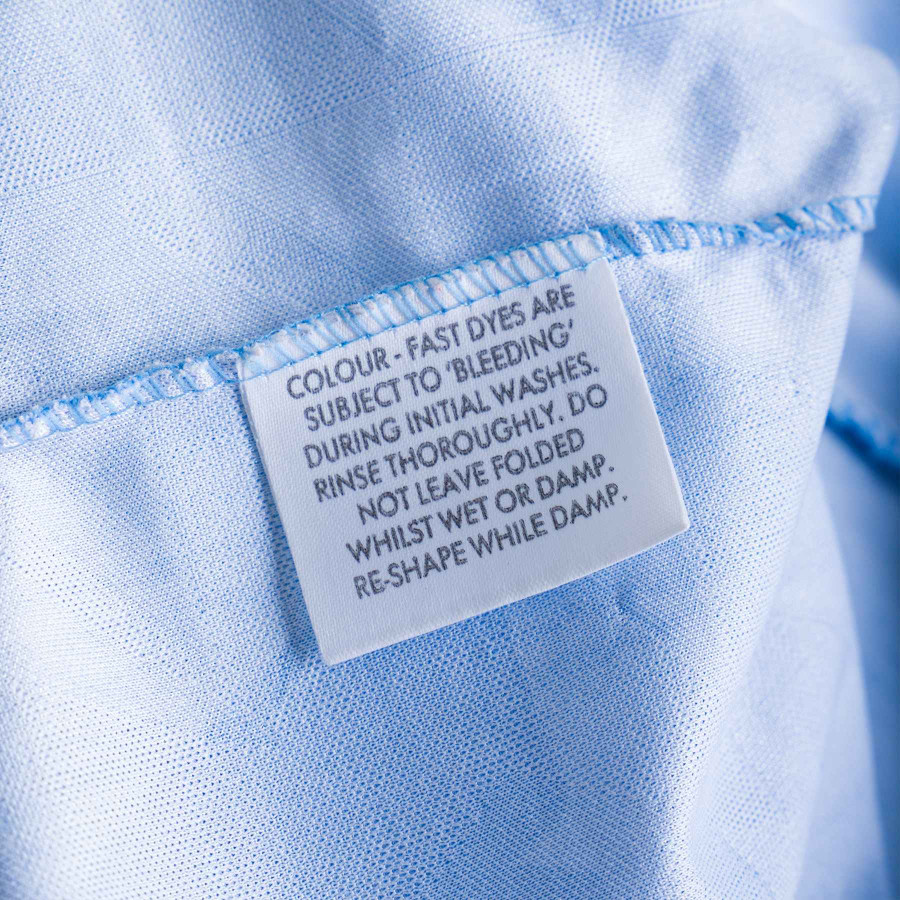 COLOUR - FAST DYES ARE
SUBJECT TO 'BLEEDING'
DURING INITIAL WASHES.
RINSE THOROUGHLY. DO
NOT LEAVE FOLDED
WHILST WET OR DAMP.
RE-SHAPE WHILE DAMP.